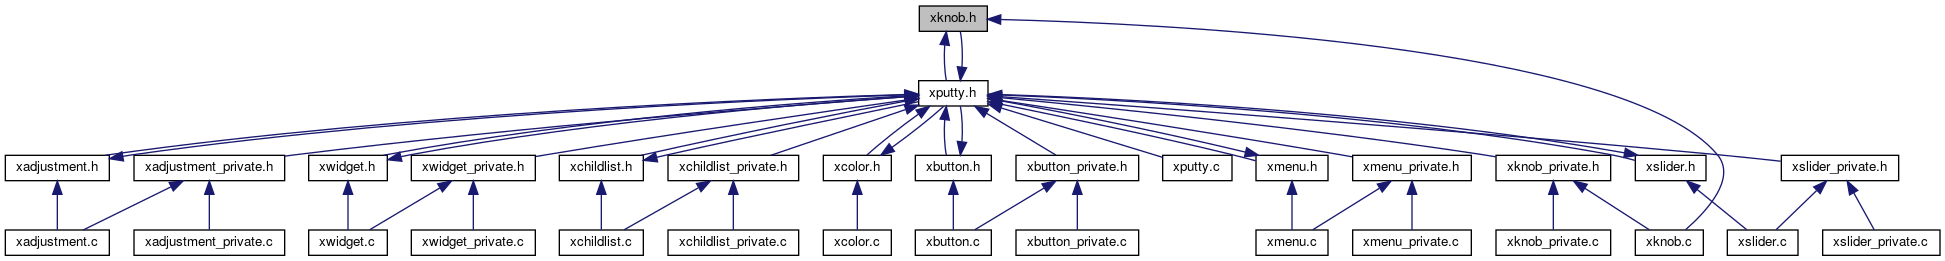 xknob.h
xputty.h
xadjustment.h
xadjustment_private.h
xwidget.h
xwidget_private.h
xchildlist.h
xchildlist_private.h
xcolor.h
xbutton.h
xbutton_private.h
xputty.c
xmenu.h
xmenu_private.h
xknob_private.h
xslider.h
xslider_private.h
xadjustment.c
xadjustment_private.c
xwidget.c
xwidget_private.c
xchildlist.c
xchildlist_private.c
xcolor.c
xbutton.c
xbutton_private.c
xmenu.c
xmenu_private.c
xknob_private.c
xknob.c
xslider.c
xslider_private.c